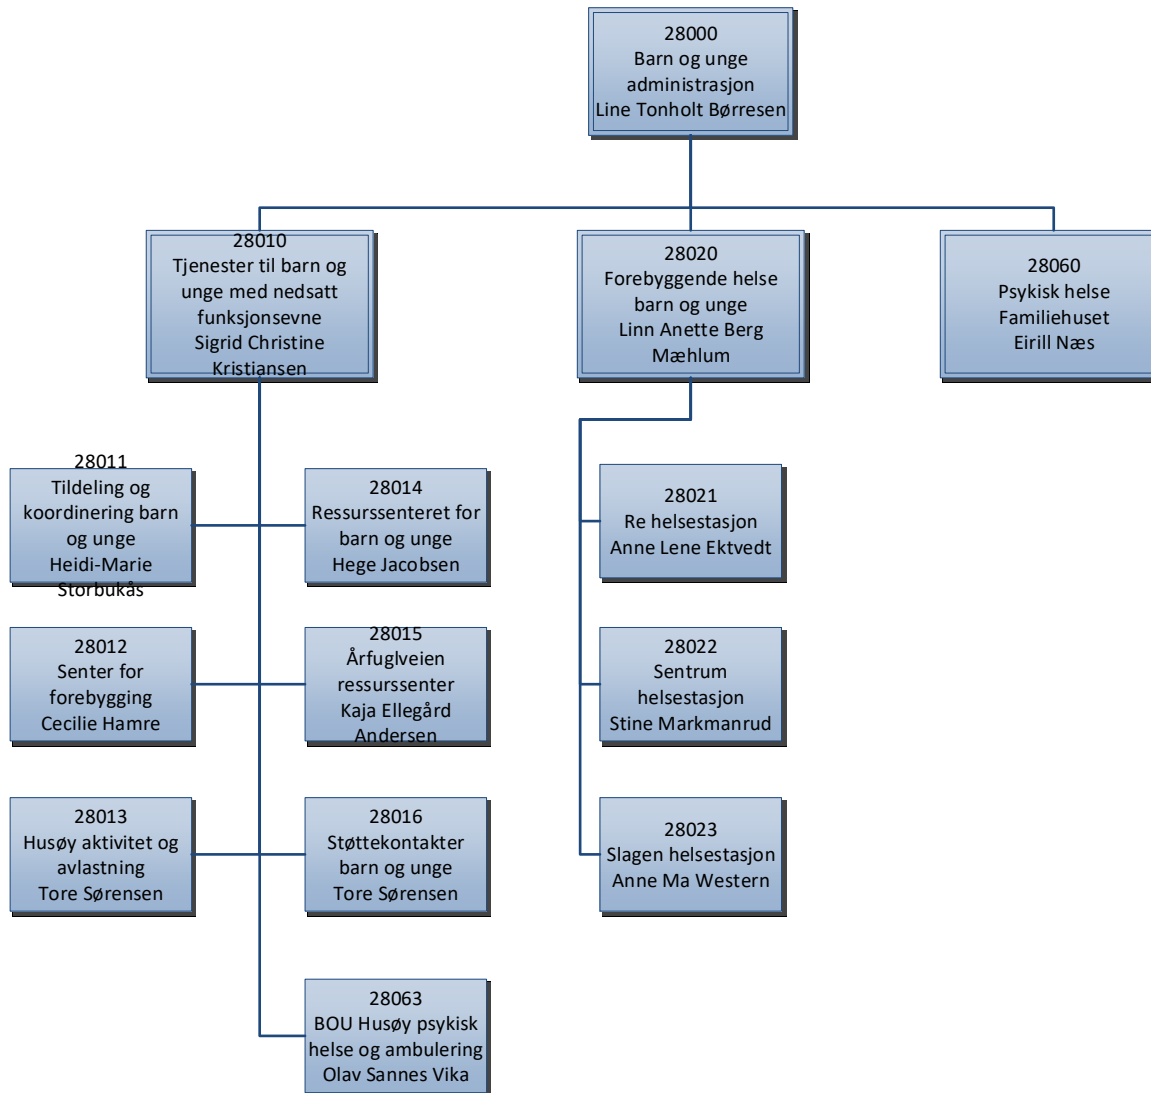 28000
Barn og unge
administrasjon
Line Tonholt Børresen
28010
Tjenester til barn og
unge med nedsatt
funksjonsevne
Sigrid Christine
Kristiansen
28020
Forebyggende helse
barn og unge
Linn Anette Berg
Mæhlum
28060
Psykisk helse
Familiehuset
Eirill Næs
28011
Tildeling og
koordinering barn
og unge
Heidi-Marie
Storbukås
28014
Ressurssenteret for
barn og unge
Hege Jacobsen
28021
Re helsestasjon
Anne Lene Ektvedt
28012
Senter for
forebygging
Cecilie Hamre
28015
Årfuglveien
ressurssenter
Kaja Ellegård
Andersen
28022
Sentrum
helsestasjon
Stine Markmanrud
28013
Husøy aktivitet og
avlastning
Tore Sørensen
28016
Støttekontakter
barn og unge
Tore Sørensen
28023
Slagen helsestasjon
Anne Ma Western
28063
BOU Husøy psykisk
helse og ambulering
Olav Sannes Vika